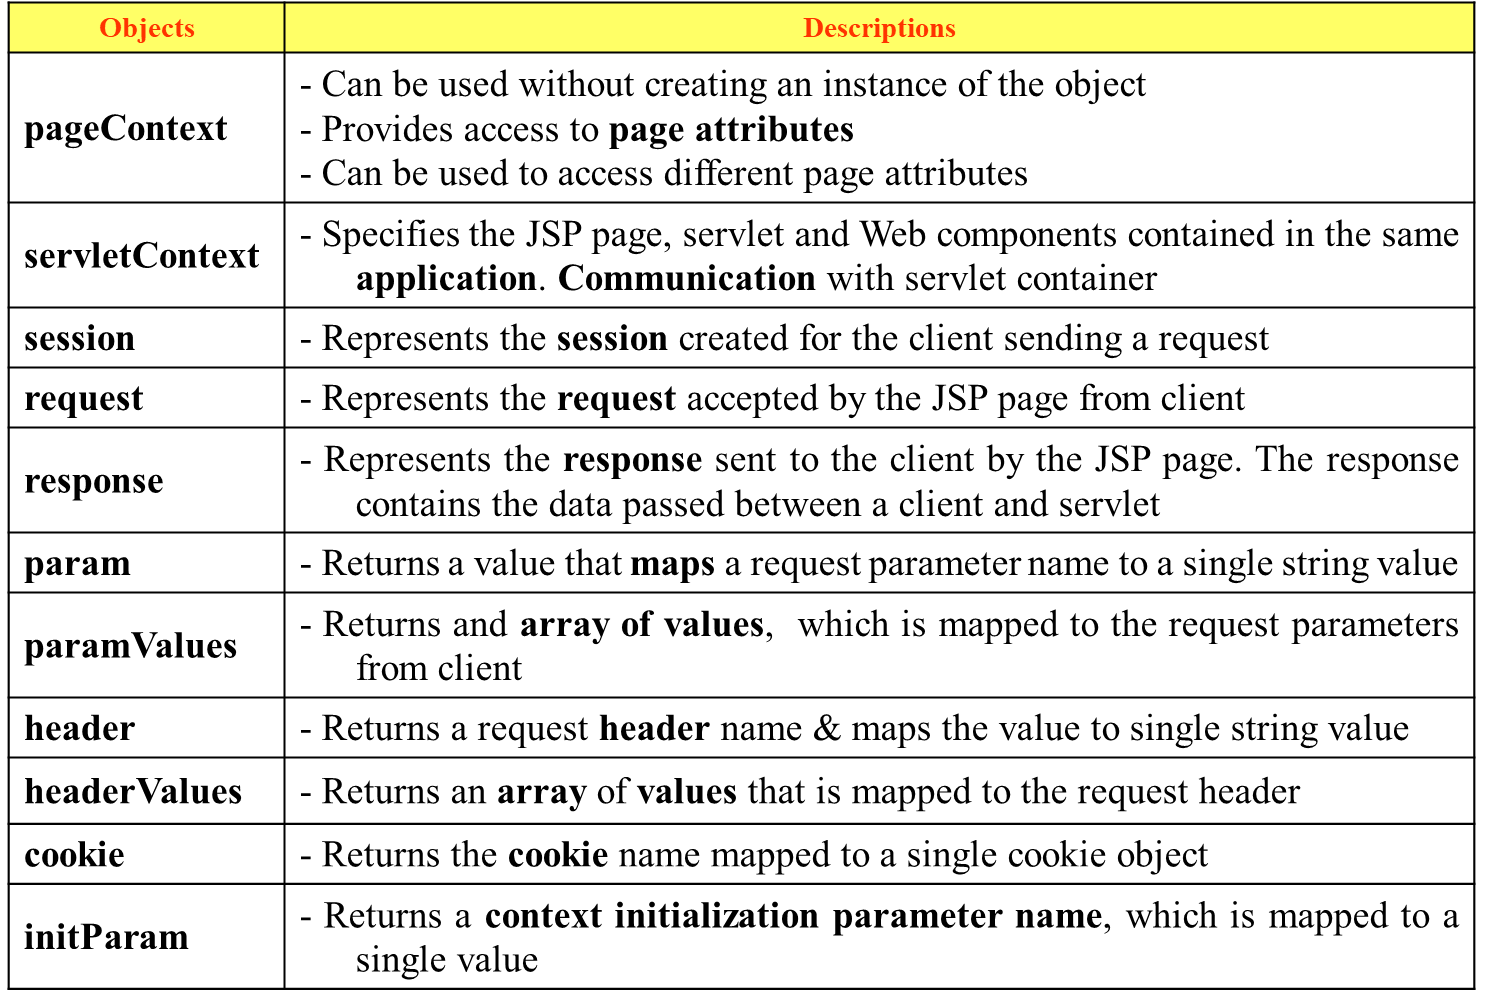 Objects
Descriptions
pageContext
- Can be used without creating an instance of the object
- Provides access to page attributes
- Can be used to access different page attributes
servletContext
- Specifies the JSP page, servlet and Web components contained in the same
application. Communication with servlet container
session
- Represents the session created for the client sending a request
request
- Represents the request accepted by the JSP page from client
response
- Represents the response sent to the client by the JSP page. The response
contains the data passed between a client and servlet
param
- Returns a value that maps a request parameter name to a single string value
paramValues
- Returns and array of values, which is mapped to the request parameters
from client
header
- Returns a request header name & maps the value to single string value
headerValues
- Returns an array of values that is mapped to the request header
cookie
- Returns the cookie name mapped to a single cookie object
initParam
- Returns a context initialization parameter name, which is mapped to a
single value